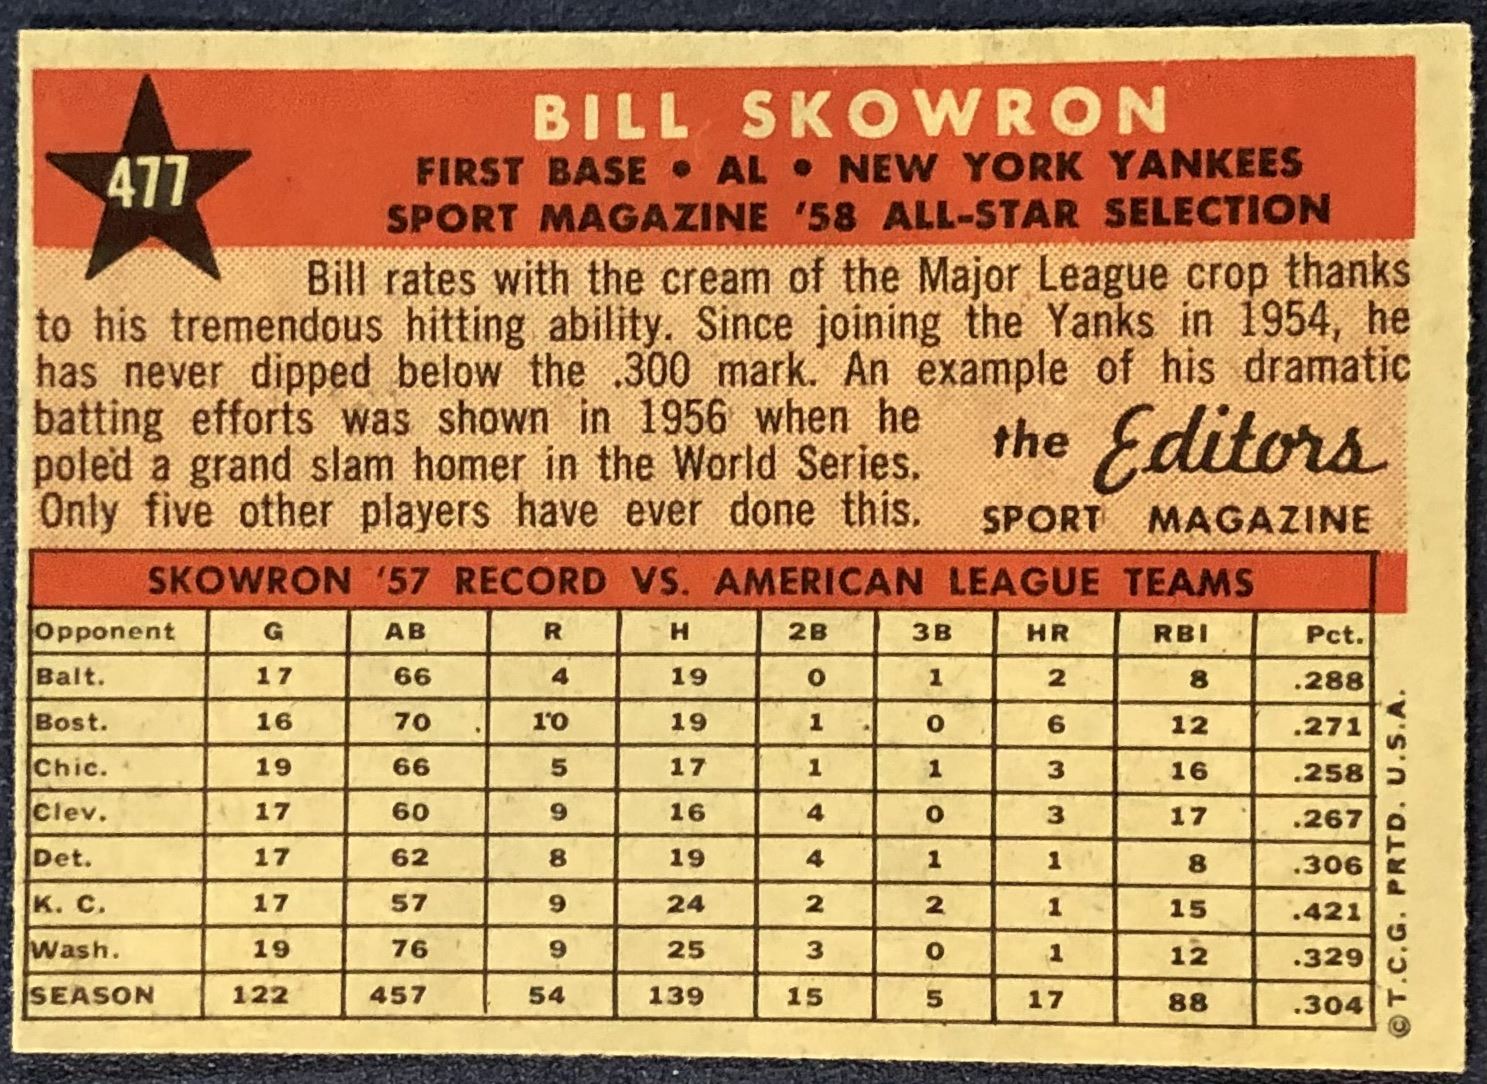 477
BILL SKOWRON
FIRST BASE • AL • NEW YORK YANKEES
SPORT MAGAZINE '58 ALL-STAR SELECTION
Bill rates with the cream of the Major League crop thanks
to his tremendous hitting ability. Since joining the Yanks in 1954, he
has never dipped below the .300 mark. An example of his dramatic
batting efforts was shown in 1956 when he
poled a grand slam homer in the World Series.
Only five other players have ever done this.
the Editors
SPORT MAGAZINE
SKOWRON '57 RECORD VS. AMERICAN LEAGUE TEAMS
Opponent G AB R H 2B 3B HR RBI Pct.
Balt. 17 66 4 19 0 1 2 8 .288
Bost. 16 70 10 19 1 0 6 12 .271
Chic. 19 66 5 17 1 1 3 16 .258
Clev. 17 60 9 16 4 0 3 17 .267
Det. 17 62 8 19 4 1 1 8 .306
K. C. 17 57 9 24 2 2 1 15 .421
Wash. 19 76 9 25 3 0 1 12 .329
SEASON 122 457 54 139 15 5 17 88 .304
© T.C.G. PRTD. U.S.A.